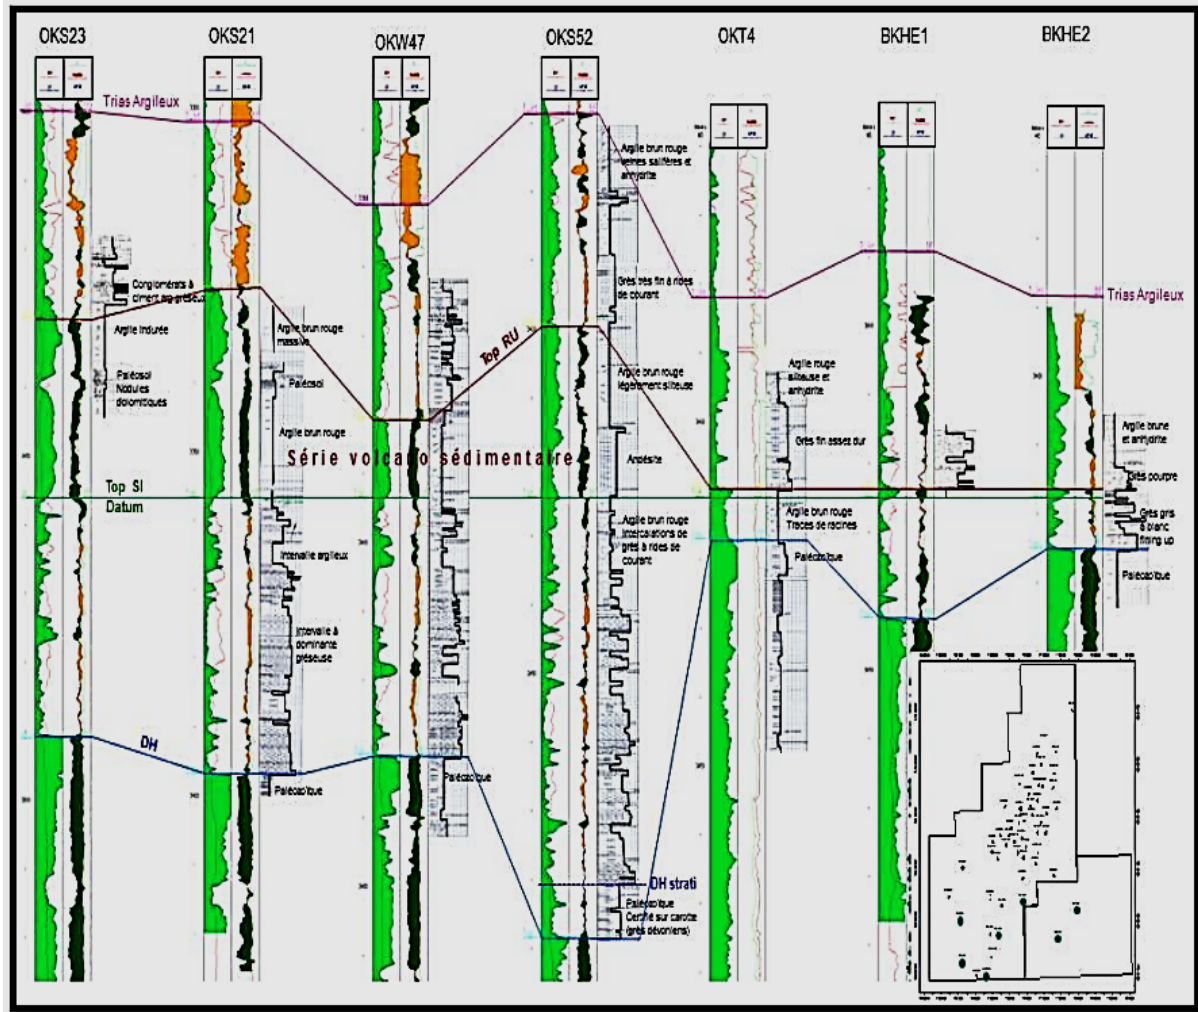 OKS23
OKS21
OKW47
OKS52
OKT4
BKHE1
BKHE2
Trias Argileux
Argile brun rouge
veines salifères et
anhydrite
Conglomérats à
ciment arg-gréseux
Grès très fin à rides
de courant
Trias Argileux
Argile indurée
Argile brun rouge
massive
Top RU
Paléosol
Nodules
dolomitiques
Paléosol
Argile brun rouge
légèrement silteuse
Argile rouge
silteuse et
anhydrite
Argile brun rouge
Grès fin assez dur
Argile brune
et anhydrite
Série volcano sédimentaire
Andésite
Grès pourpre
Top SI
Datum
Argile brun rouge
Intercalations de
grès à rides de
courant
Argile brun rouge
Traces de racines
Grès gris
à blanc
fining up
Intervalle argileux
Paléozoïque
Paléozoïque
Intervalle à
dominante
gréseuse
DH
Paléozoïque
Paléozoïque
DH strati
Paléozoïque
Certifié sur carotte
(grès dévoniens)